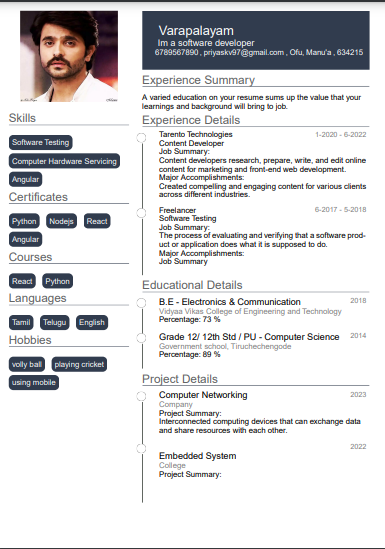 Varapalayam
Im a software developer
6789567890 , priyaskv97@gmail.com , Ofu, Manu'a , 634215
Skills
Software Testing
Computer Hardware Servicing
Angular
Certificates
Python Nodejs React
Angular
Courses
React Python
Languages
Tamil Telugu English
Hobbies
volly ball playing cricket
using mobile
Experience Summary
A varied education on your resume sums up the value that your
learnings and background will bring to job.
Experience Details
Tarento Technologies 1-2020 - 6-2022
Content Developer
Job Summary:
Content developers research, prepare, write, and edit online
content for marketing and front-end web development.
Major Accomplishments:
Created compelling and engaging content for various clients
across different industries.
Freelancer 6-2017 - 5-2018
Software Testing
Job Summary:
The process of evaluating and verifying that a software prod-
uct or application does what it is supposed to do.
Major Accomplishments:
Job Summary
Educational Details
B.E - Electronics & Communication 2018
Vidyaa Vikas College of Engineering and Technology
Percentage: 73 %
Grade 12/ 12th Std / PU - Computer Science 2014
Government school, Tiruchechengode
Percentage: 89 %
Project Details
Computer Networking 2023
Company
Project Summary:
Interconnected computing devices that can exchange data
and share resources with each other.
2022
Embedded System
College
Project Summary: